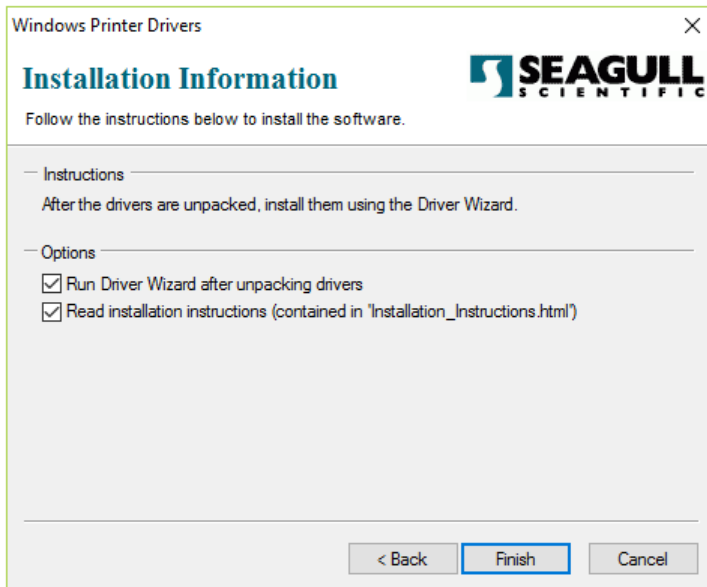 Windows Printer Drivers
Installation Information
SEAGULL
SCIENTIFIC
Follow the instructions below to install the software.
Instructions
After the drivers are unpacked, install them using the Driver Wizard.
Options
Run Driver Wizard after unpacking drivers
Read installation instructions (contained in 'Installation_Instructions.html')
< Back Finish Cancel